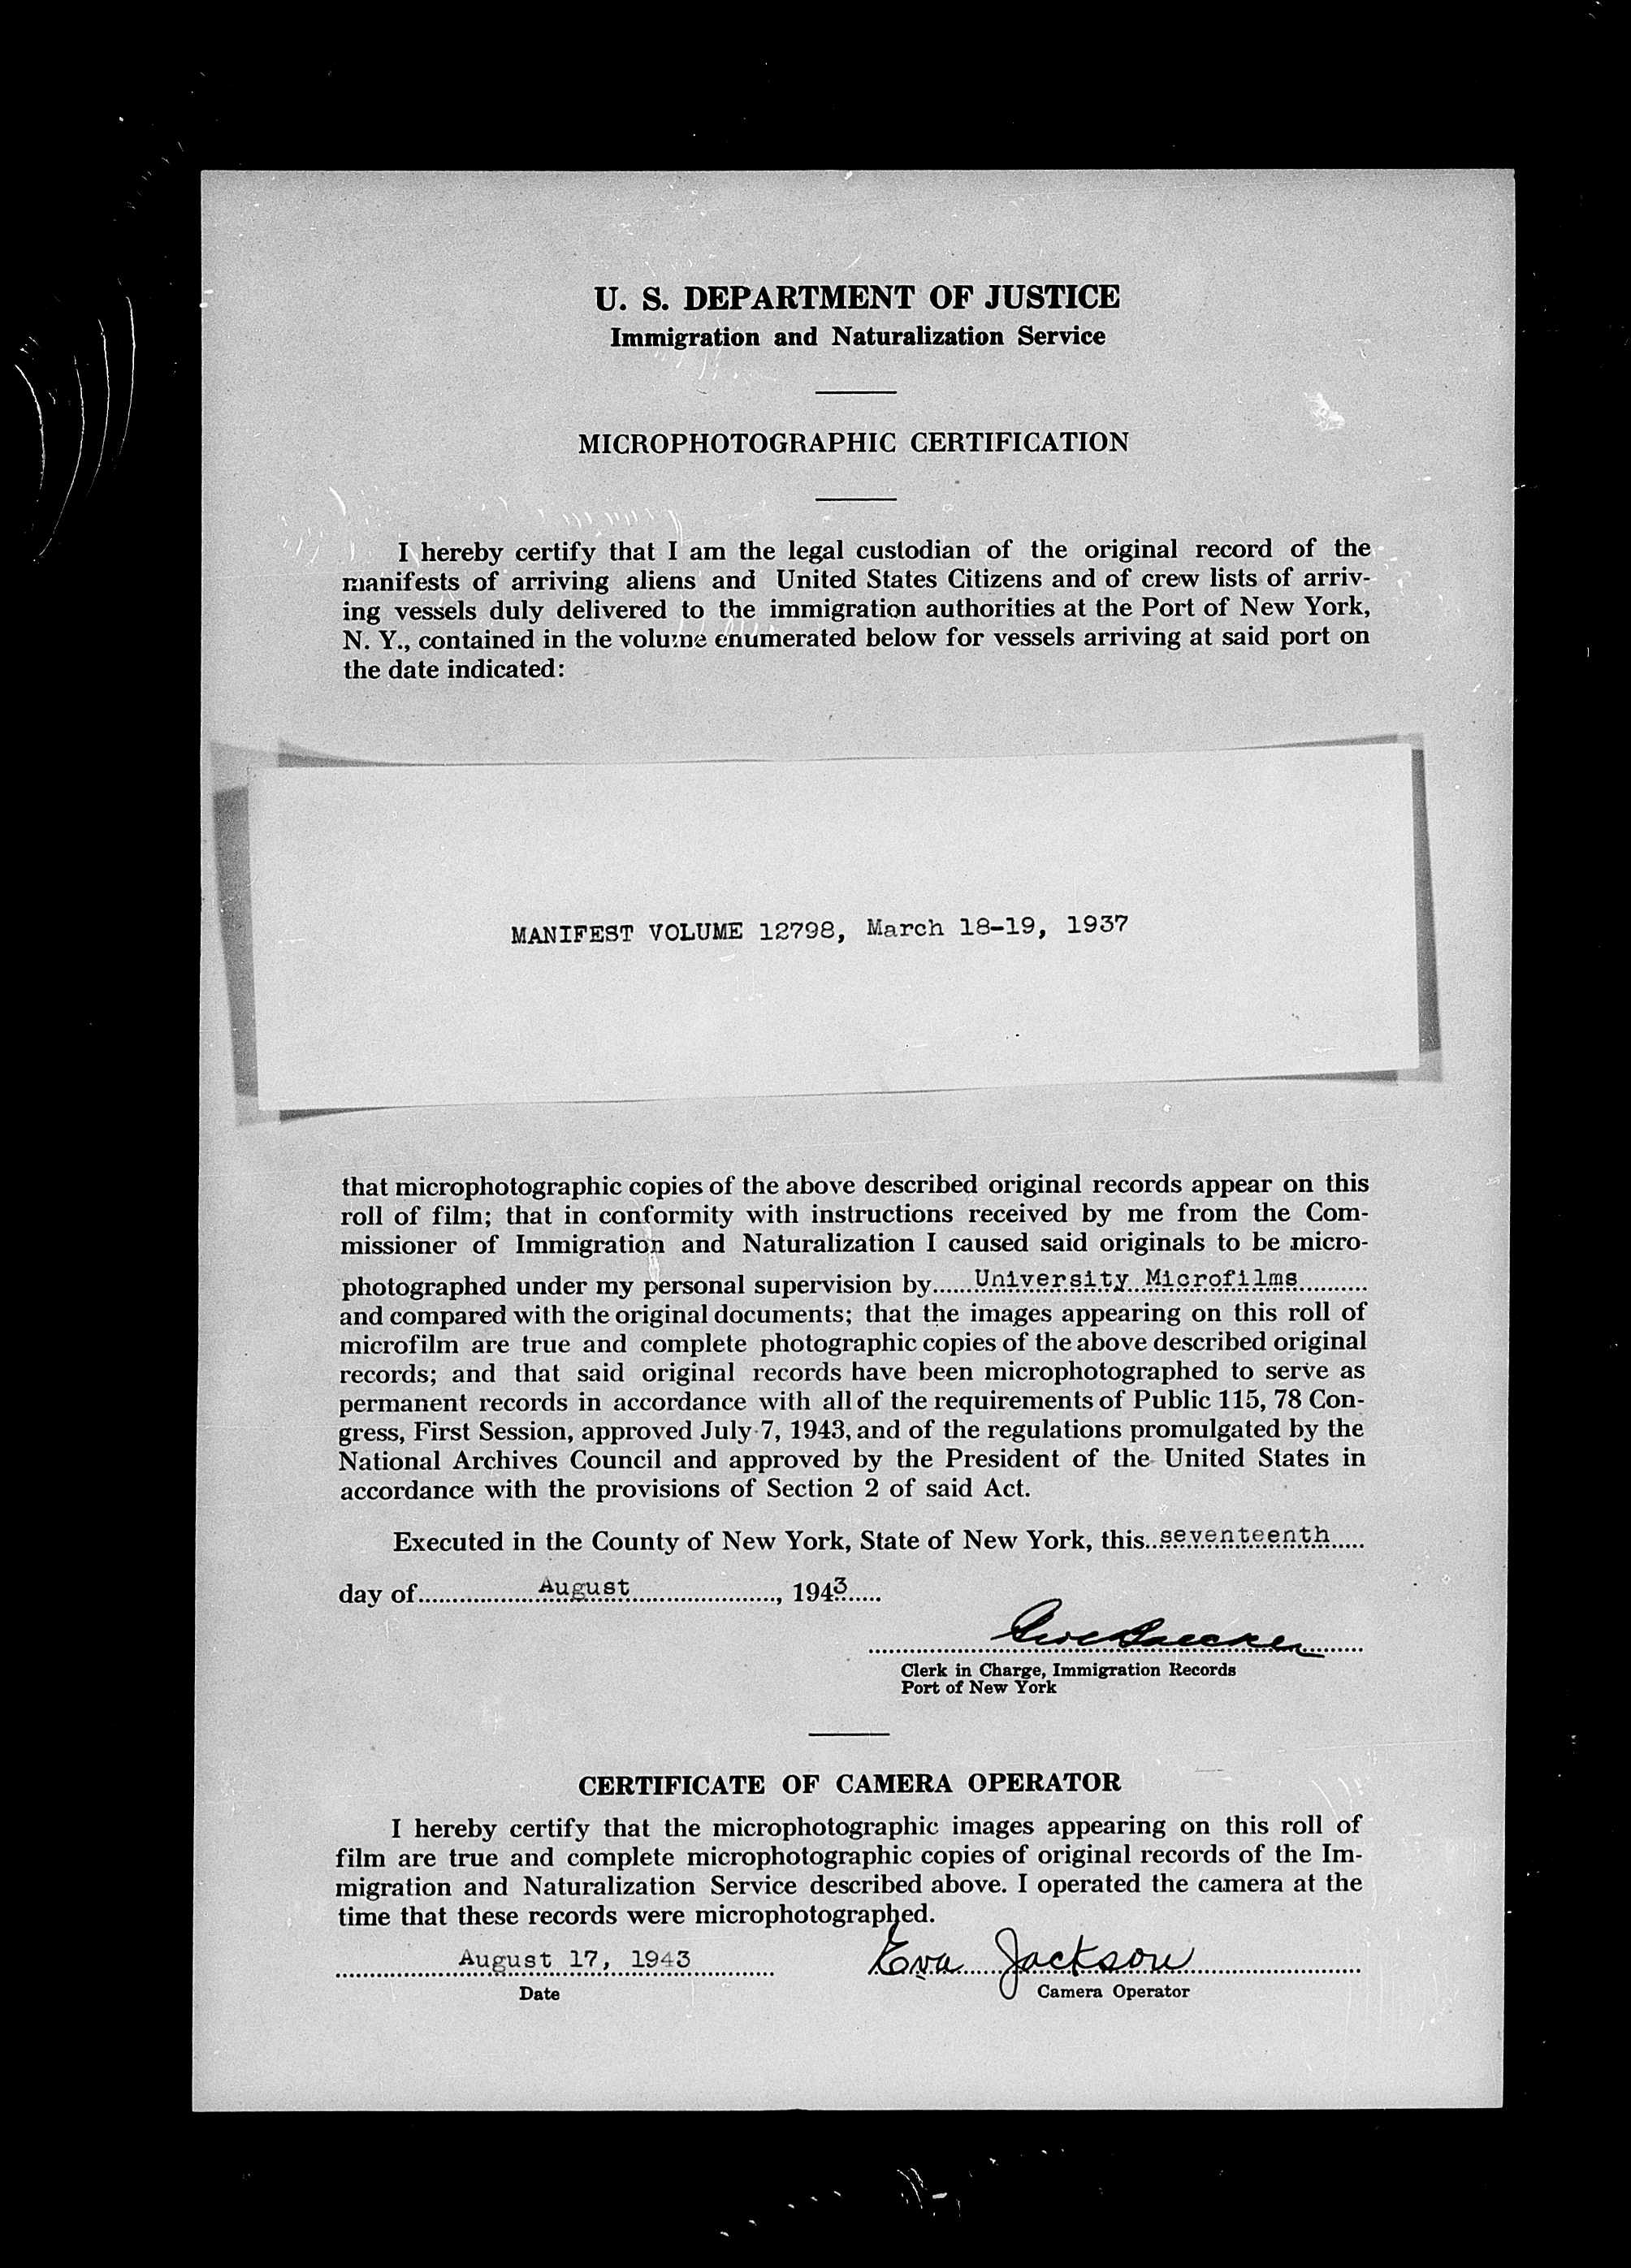 U. S. DEPARTMENT OF JUSTICE
Immigration and Naturalization Service
MICROPHOTOGRAPHIC CERTIFICATION
I hereby certify that I am the legal custodian of the original record of the
manifests of arriving aliens and United States Citizens and of crew lists of arriv-
ing vessels duly delivered to the immigration authorities at the Port of New York,
N. Y., contained in the volume enumerated below for vessels arriving at said port on
the date indicated:
MANIFEST VOLUME 12798, March 18-19, 1937
that microphotographic copies of the above described original records appear on this
roll of film; that in conformity with instructions received by me from the Com-
missioner of Immigration and Naturalization I caused said originals to be micro-
photographed under my personal supervision by University Microfilms
and compared with the original documents; that the images appearing on this roll of
microfilm are true and complete photographic copies of the above described original
records; and that said original records have been microphotographed to serve as
permanent records in accordance with all of the requirements of Public 115, 78 Con-
gress, First Session, approved July 7, 1943, and of the regulations promulgated by the
National Archives Council and approved by the President of the United States in
accordance with the provisions of Section 2 of said Act.
Executed in the County of New York, State of New York, this seventeenth
day of August, 1943
Clerk in Charge, Immigration Records
Port of New York
CERTIFICATE OF CAMERA OPERATOR
I hereby certify that the microphotographic images appearing on this roll of
film are true and complete microphotographic copies of original records of the Im-
migration and Naturalization Service described above. I operated the camera at the
time that these records were microphotographed.
August 17, 1943 Eva Jackson
Date Camera Operator